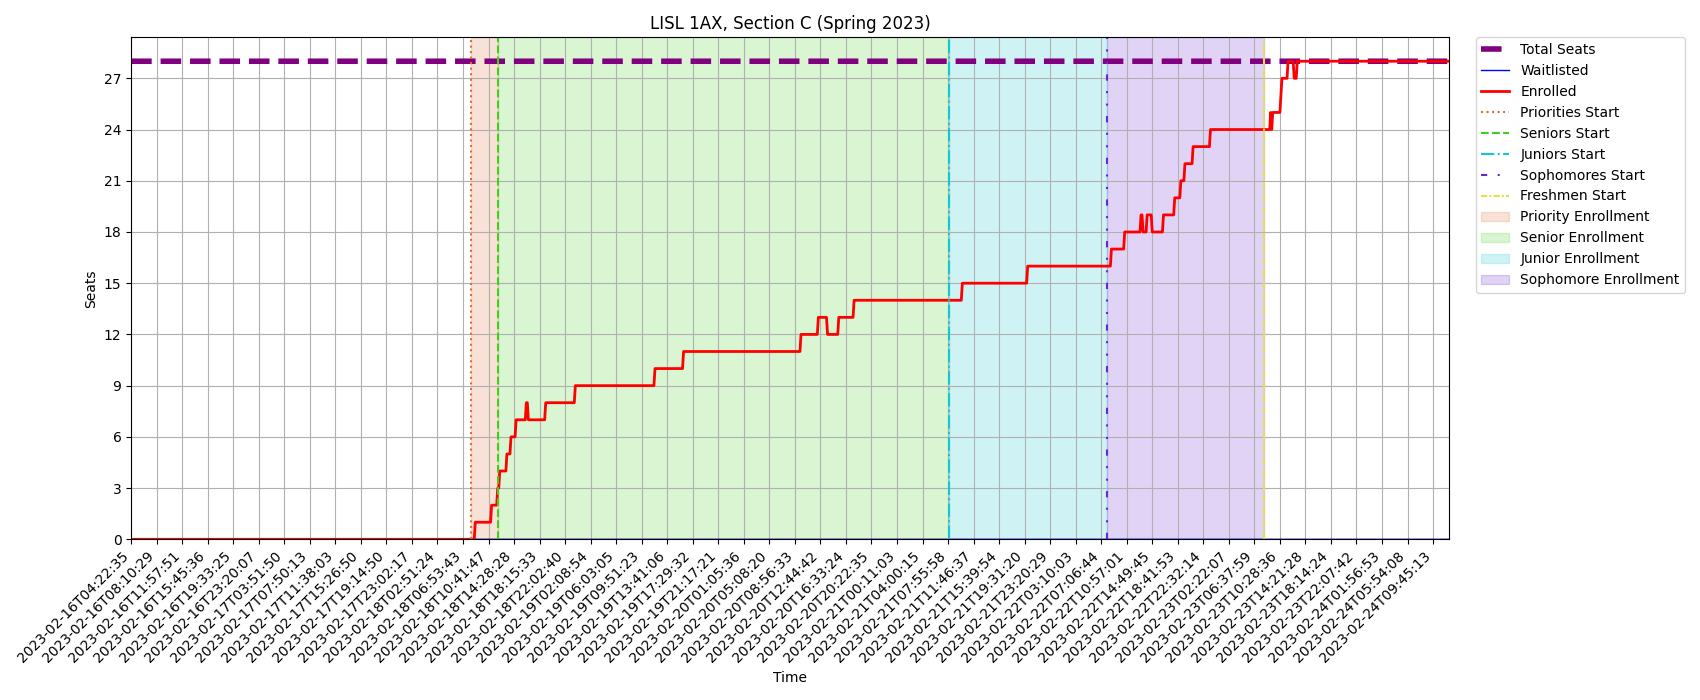 LISL 1AX, Section C (Spring 2023)
Total Seats
Waitlisted
Enrolled
Priorities Start
Seniors Start
Juniors Start
Sophomores Start
Freshmen Start
Priority Enrollment
Senior Enrollment
Junior Enrollment
Sophomore Enrollment
Seats
27
24
21
18
15
12
9
6
3
0
2023-02-16T04:22:35
2023-02-16T08:10:29
2023-02-16T11:57:51
2023-02-16T15:45:36
2023-02-16T19:33:25
2023-02-16T23:20:07
2023-02-17T03:51:50
2023-02-17T07:50:13
2023-02-17T11:38:03
2023-02-17T15:26:50
2023-02-17T19:14:50
2023-02-17T23:02:17
2023-02-18T02:51:24
2023-02-18T06:53:43
2023-02-18T10:41:47
2023-02-18T14:28:28
2023-02-18T18:15:33
2023-02-18T22:02:40
2023-02-19T02:08:54
2023-02-19T06:03:05
2023-02-19T09:51:23
2023-02-19T13:41:06
2023-02-19T17:29:32
2023-02-19T21:17:21
2023-02-20T01:05:36
2023-02-20T05:08:20
2023-02-20T08:56:33
2023-02-20T12:44:42
2023-02-20T16:33:24
2023-02-20T20:22:35
2023-02-21T00:11:03
2023-02-21T04:00:15
2023-02-21T07:55:58
2023-02-21T11:46:37
2023-02-21T15:39:54
2023-02-21T19:31:20
2023-02-21T23:20:29
2023-02-22T03:10:03
2023-02-22T07:06:44
2023-02-22T10:57:01
2023-02-22T14:49:45
2023-02-22T18:41:53
2023-02-22T22:32:14
2023-02-23T02:22:07
2023-02-23T06:37:59
2023-02-23T10:28:36
2023-02-23T14:21:28
2023-02-23T18:14:24
2023-02-23T22:07:42
2023-02-24T01:56:53
2023-02-24T05:54:08
2023-02-24T09:45:13
Time